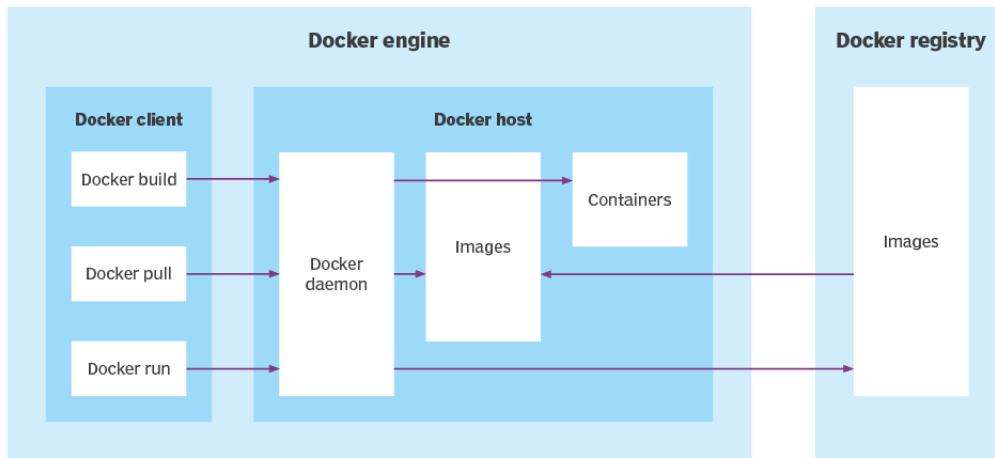 Docker engine
Docker registry
Docker client
Docker host
Docker build
Docker pull
Docker run
Docker
daemon
Images
Containers
Images